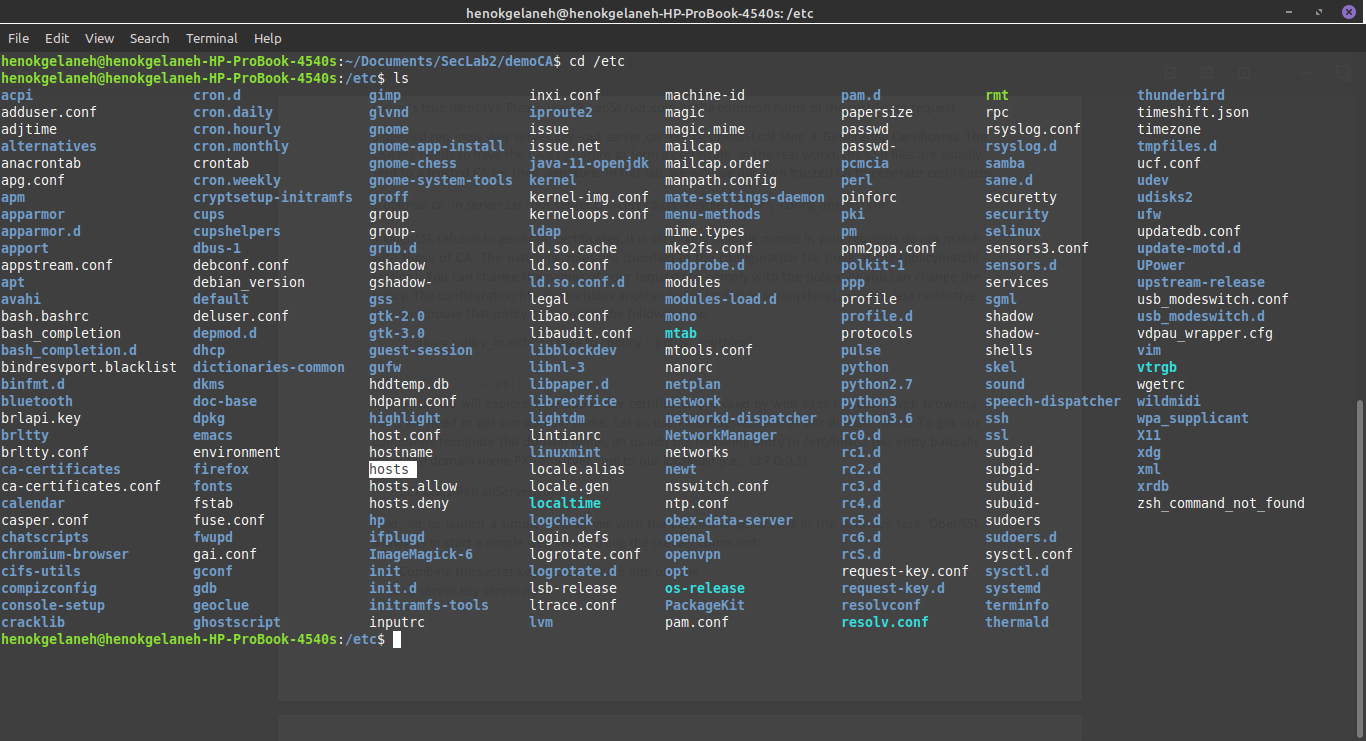 henokgelaneh@henokgelaneh-HP-ProBook-4540s: /etc
File Edit View Search Terminal Help
henokgelaneh@henokgelaneh-HP-ProBook-4540s:~/Documents/SecLab2/demoCA$ cd /etc
henokgelaneh@henokgelaneh-HP-ProBook-4540s:/etc$ ls
acpi cron.d gimp inxi.conf machine-id pam.d rmt thunderbird
adduser.conf cron.daily glvnd iproute2 magic papersize rpc timeshift.json
adjtime cron.hourly gnome issue magic.mime passwd rsyslog.conf timezone
alternatives cron.monthly gnome-app-install issue.net mailcap passwd- rsyslog.d tmpfiles.d
anacrontab crontab gnome-chess java-11-openjdk mailcap.order pcmcia samba ucf.conf
apg.conf cron.weekly gnome-system-tools kernel manpath.config perl sane.d udev
apm cryptsetup-initramfs groff kernel-img.conf mate-settings-daemon pinforc securetty udisks2
apparmor cups group kerneloops.conf menu-methods pki security ufw
apparmor.d cupshelpers group- ldap mime.types pm selinux updatedb.conf
apport dbus-1 grub.d ld.so.cache mke2fs.conf pnm2ppa.conf sensors3.conf update-motd.d
appstream.conf debconf.conf gshadow ld.so.conf modprobe.d polkit-1 sensors.d UPower
apt debian_version gshadow- ld.so.conf.d modules ppp services upstream-release
avahi default gss legal modules-load.d profile sgml usb_modeswitch.conf
bash.bashrc deluser.conf gtk-2.0 libao.conf mono profile.d shadow usb_modeswitch.d
bash_completion depmod.d gtk-3.0 libaudit.conf mtab protocols shadow- vdpau_wrapper.cfg
bash_completion.d dhcp guest-session libblockdev mtools.conf pulse shells vim
bindresvport.blacklist dictionaries-common gufw libnl-3 nanorc python skel vtrgb
binfmt.d dkms hddtemp.db libpaper.d netplan python2.7 sound wgetrc
bluetooth doc-base hdparm.conf libreoffice network python3 speech-dispatcher wildmidi
brlapi.key dpkg highlight lightdm networkd-dispatcher python3.6 ssh wpa_supplicant
brltty emacs host.conf lintianrc NetworkManager rc0.d ssl X11
brltty.conf environment hostname linuxmint networks rc1.d subgid xdg
ca-certificates firefox hosts locale.alias newt rc2.d subgid- xml
ca-certificates.conf fonts hosts.allow locale.gen nsswitch.conf rc3.d subuid xrdb
calendar fstab hosts.deny localtime ntp.conf rc4.d subuid- zsh_command_not_found
casper.conf fuse.conf hp logcheck obex-data-server rc5.d sudoers
chatscripts fwupd ifplugd login.defs openal rc6.d sudoers.d
chromium-browser gai.conf ImageMagick-6 logrotate.conf openvpn rcS.d sysctl.conf
cifs-utils gconf init logrotate.d opt request-key.conf sysctl.d
compizconfig gdb init.d lsb-release os-release request-key.d systemd
console-setup geoclue initramfs-tools ltrace.conf PackageKit resolvconf terminfo
cracklib ghostscript inputrc lvm pam.conf resolv.conf thermald
henokgelaneh@henokgelaneh-HP-ProBook-4540s:/etc$